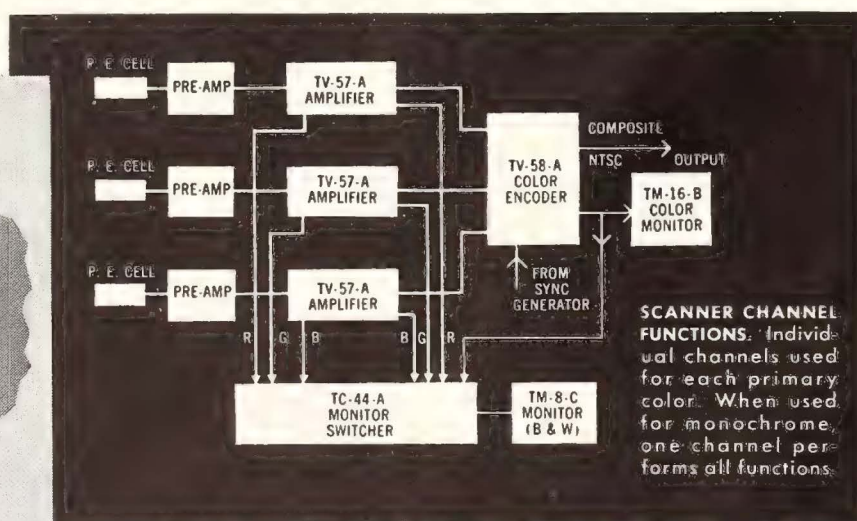 P. E. CELL
PRE-AMP
TV-57-A
AMPLIFIER
P. E. CELL
PRE-AMP
TV-57-A
AMPLIFIER
P. E. CELL
PRE-AMP
TV-57-A
AMPLIFIER
TV-58-A
COLOR
ENCODER
COMPOSITE
NTSC OUTPUT
TM-16-B
COLOR
MONITOR
FROM
SYNC
GENERATOR
R G B B G R
TC-44-A
MONITOR
SWITCHER
TM-8-C
MONITOR
(B & W)
SCANNER CHANNEL
FUNCTIONS. Individ-
ual channels used
for each primary
color. When used
for monochrome,
one channel per-
forms all functions.